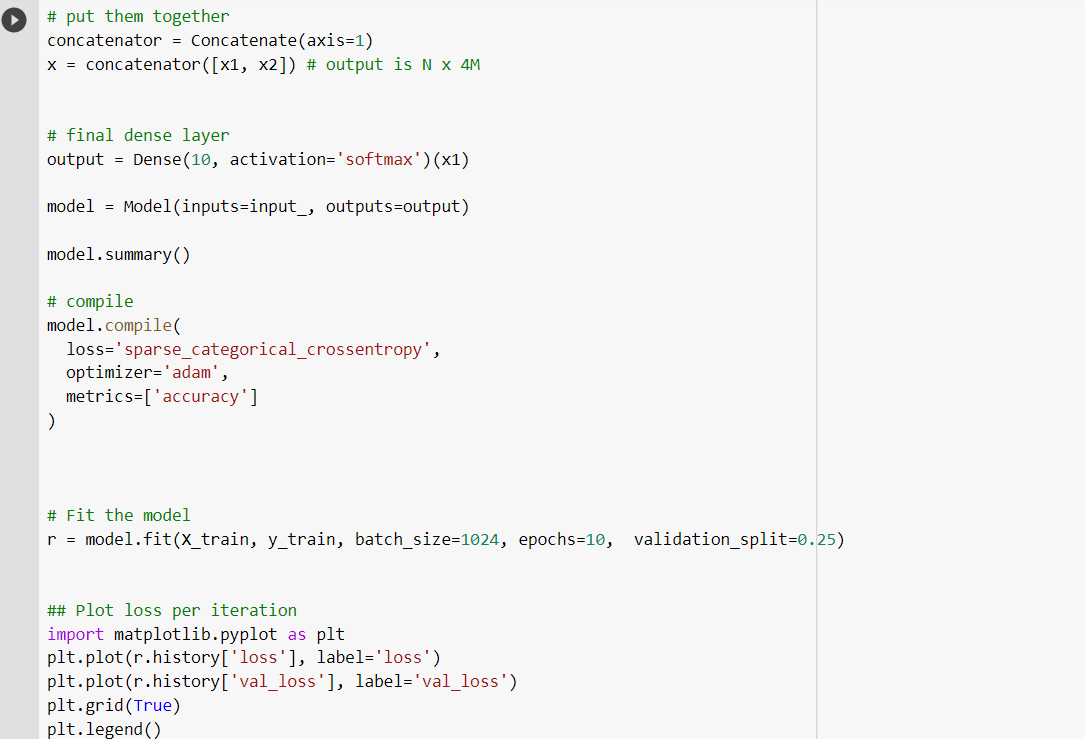 # put them together
concatenator = Concatenate(axis=1)
x = concatenator([x1, x2]) # output is N x 4M
# final dense layer
output = Dense(10, activation='softmax')(x1)
model = Model(inputs=input_, outputs=output)
model.summary()
# compile
model.compile(
  loss='sparse_categorical_crossentropy',
  optimizer='adam',
  metrics=['accuracy']
)
# Fit the model
r = model.fit(X_train, y_train, batch_size=1024, epochs=10,  validation_split=0.25)
## Plot loss per iteration
import matplotlib.pyplot as plt
plt.plot(r.history['loss'], label='loss')
plt.plot(r.history['val_loss'], label='val_loss')
plt.grid(True)
plt.legend()